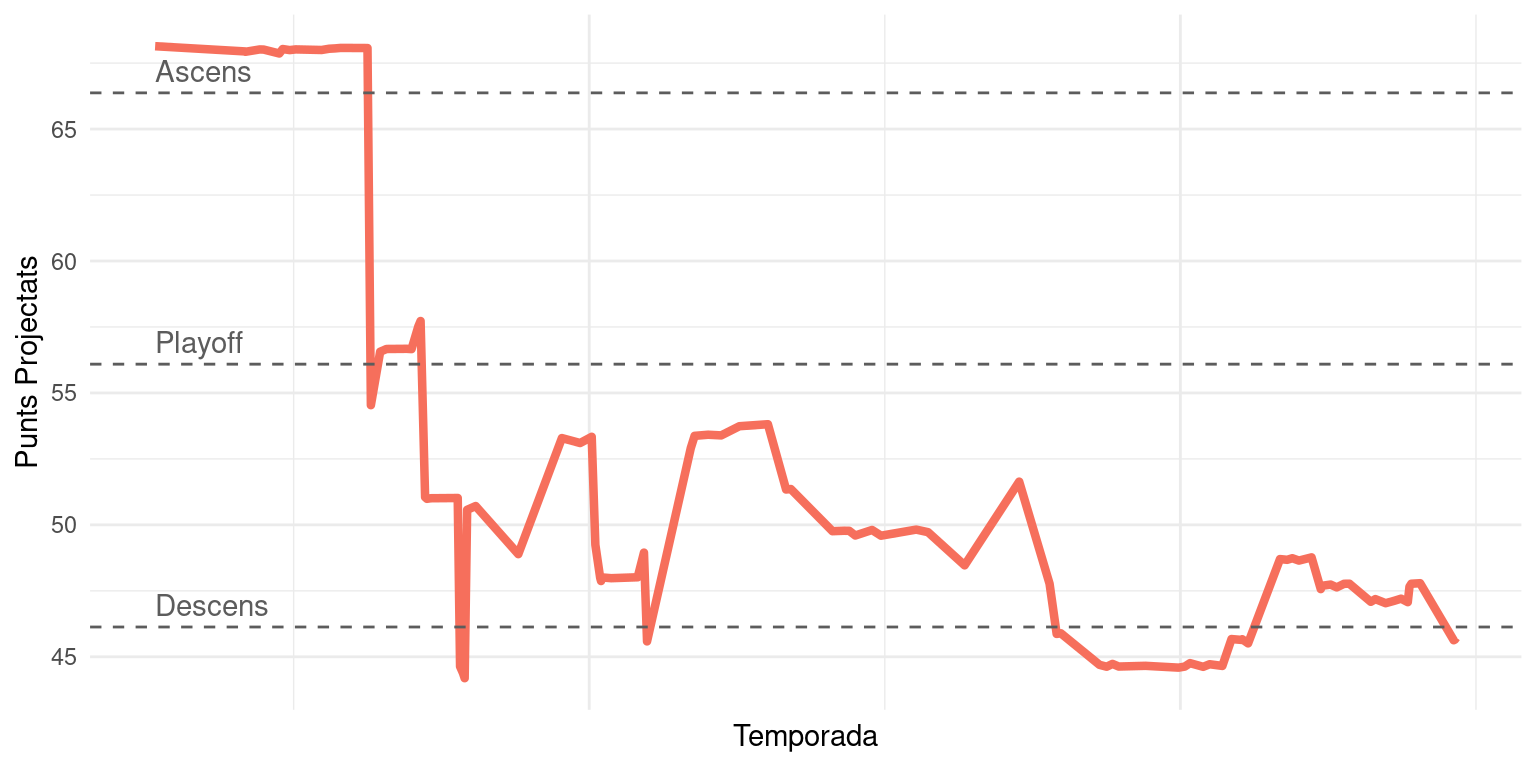 Ascens
65
60
Playoff
55
50
Descens
45
Punts Projectats
Temporada